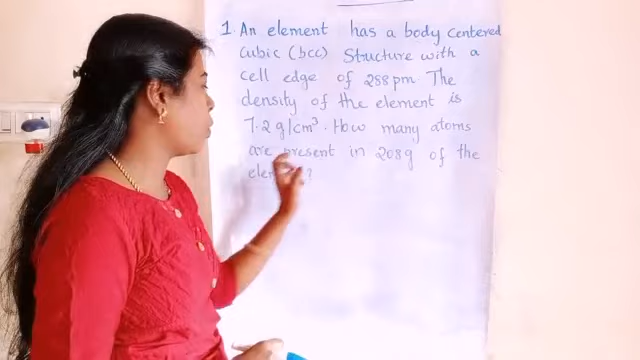 1. An element has a body centered
cubic (bcc) Structure with a
cell edge of 288pm. The
density of the element is
7.2 g/cm³. How many atoms
are present in 208g of the
?